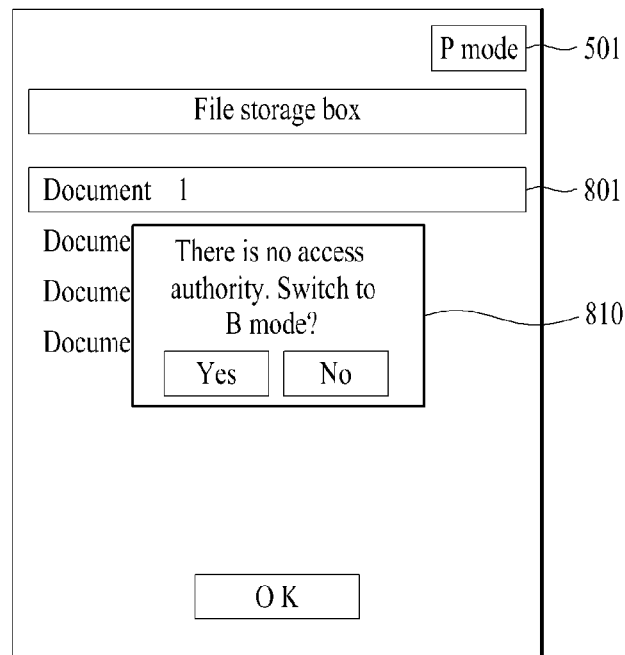 P mode
501
File storage box
Document 1
801
Docume
Docume
Docume
There is no access
authority. Switch to
B mode?
810
Yes No
O K